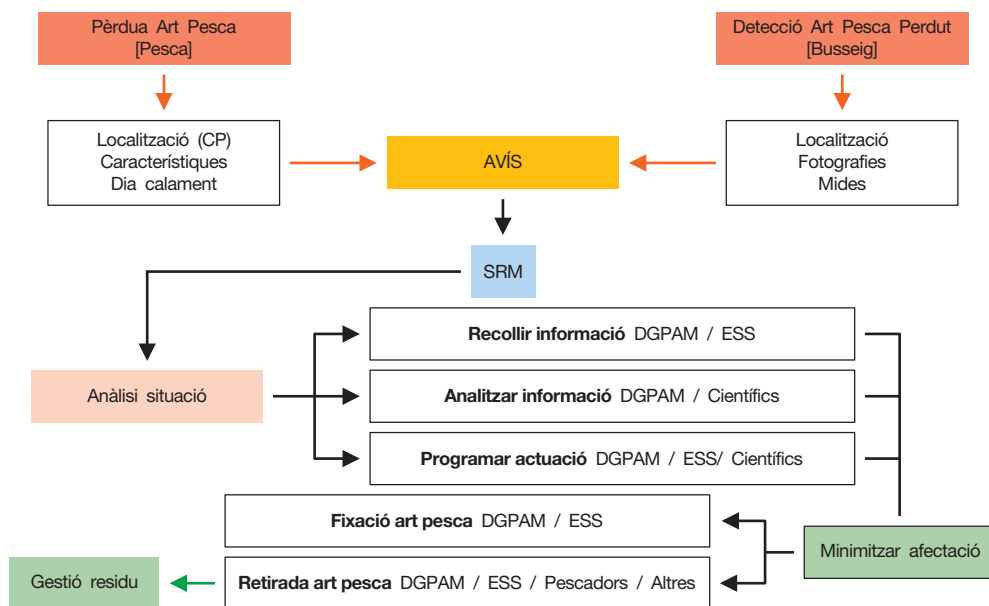 Pèrdua Art Pesca
[Pesca]
Detecció Art Pesca Perdut
[Busseig]
Localització (CP)
Característiques
Dia calament
AVÍS
Localització
Fotografies
Mides
SRM
Recollir informació DGPAM / ESS
Anàlisi situació
Analitzar informació DGPAM / Científics
Programar actuació DGPAM / ESS/ Científics
Fixació art pesca DGPAM / ESS
Minimitzar afectació
Gestió residu
Retirada art pesca DGPAM / ESS / Pescadors / Altres